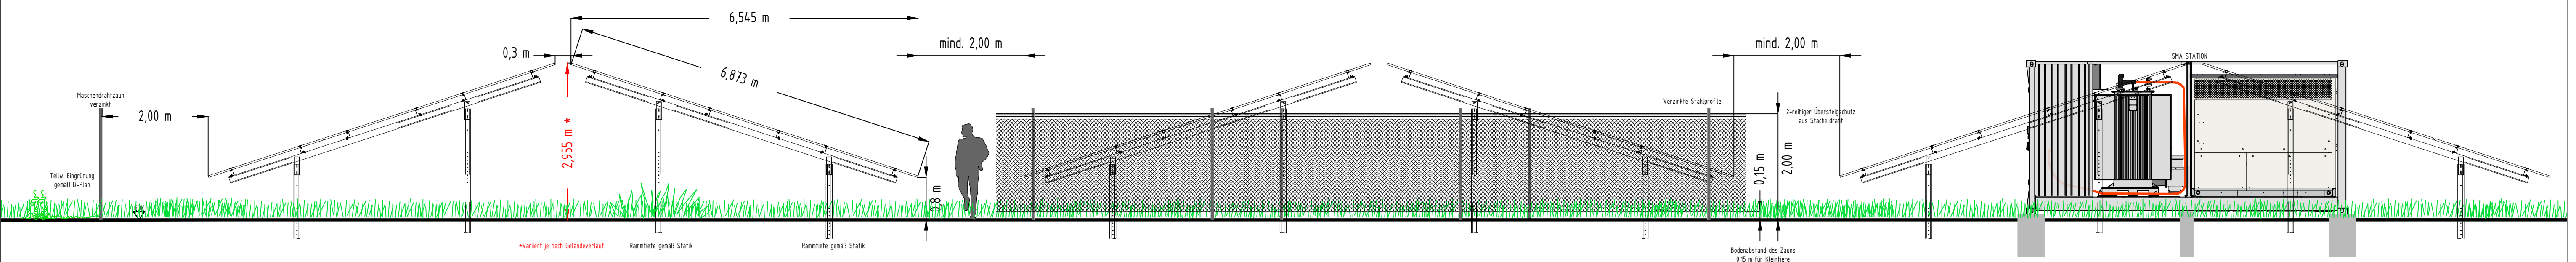 6,545 m
0,3 m
6,873 m
mind. 2,00 m
mind. 2,00 m
SMA STATION
Maschendrahtzaun
verzinkt
2,00 m
2,955 m *
Verzinkte Stahlprofile
2-reihiger Übersteigschutz
aus Stacheldraht
2,00 m
0,15 m
0,8 m
Teilw. Eingrünung
gemäß B-Plan
*Variiert je nach Geländeverlauf
Rammtiefe gemäß Statik
Rammtiefe gemäß Statik
Bodenabstand des Zauns
0.15 m für Kleintiere